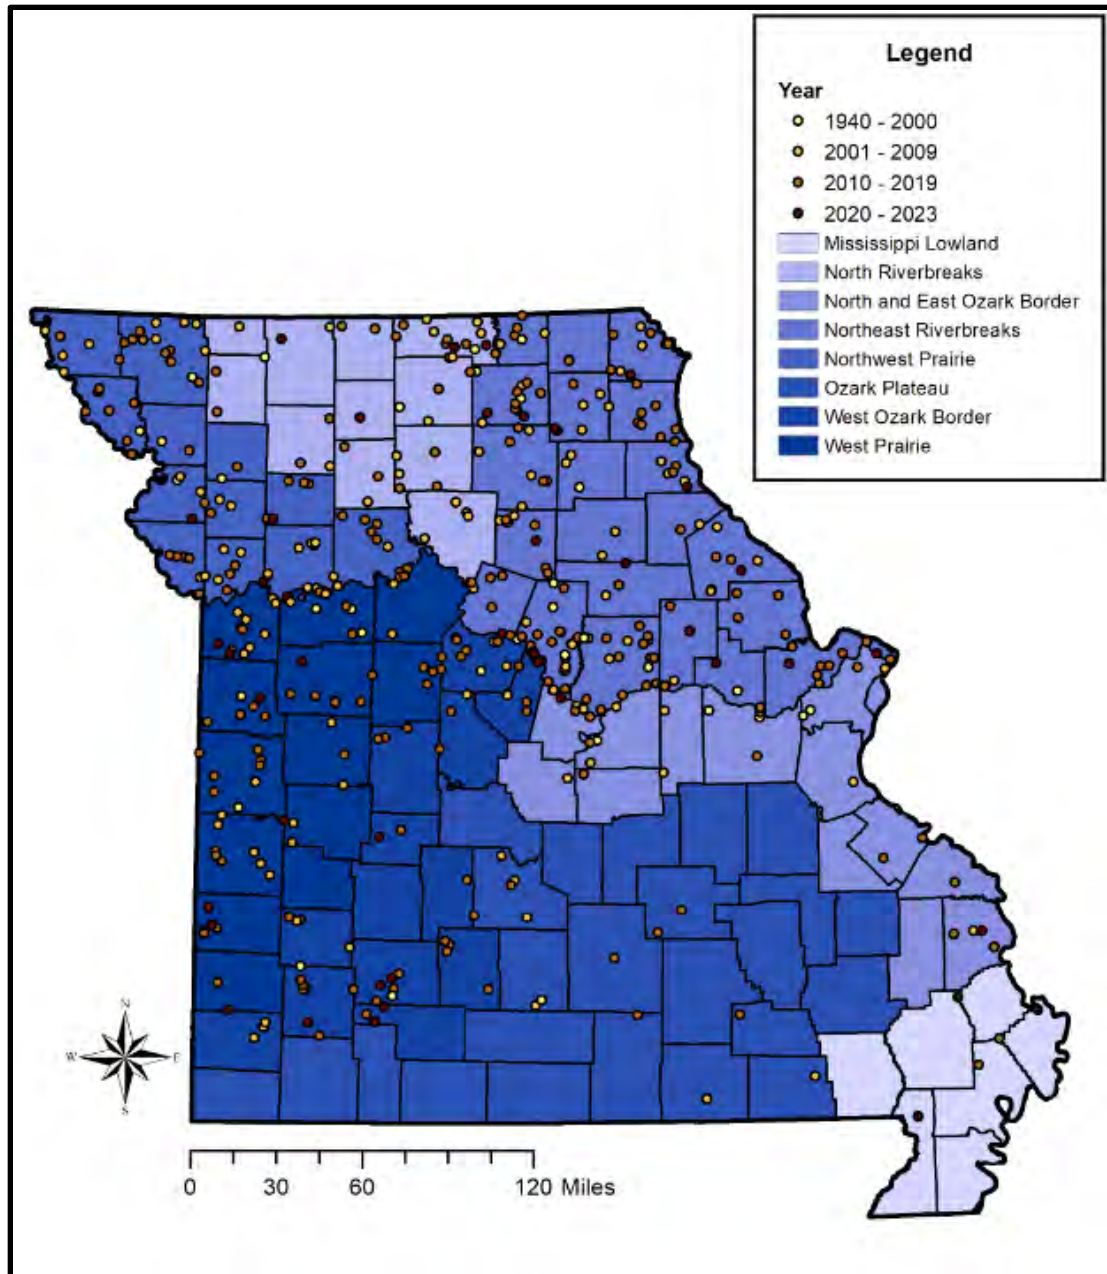 Legend
Year
1940 - 2000
2001 - 2009
2010 - 2019
2020 - 2023
Mississippi Lowland
North Riverbreaks
North and East Ozark Border
Northeast Riverbreaks
Northwest Prairie
Ozark Plateau
West Ozark Border
West Prairie
N
W E
S
0 30 60 120 Miles